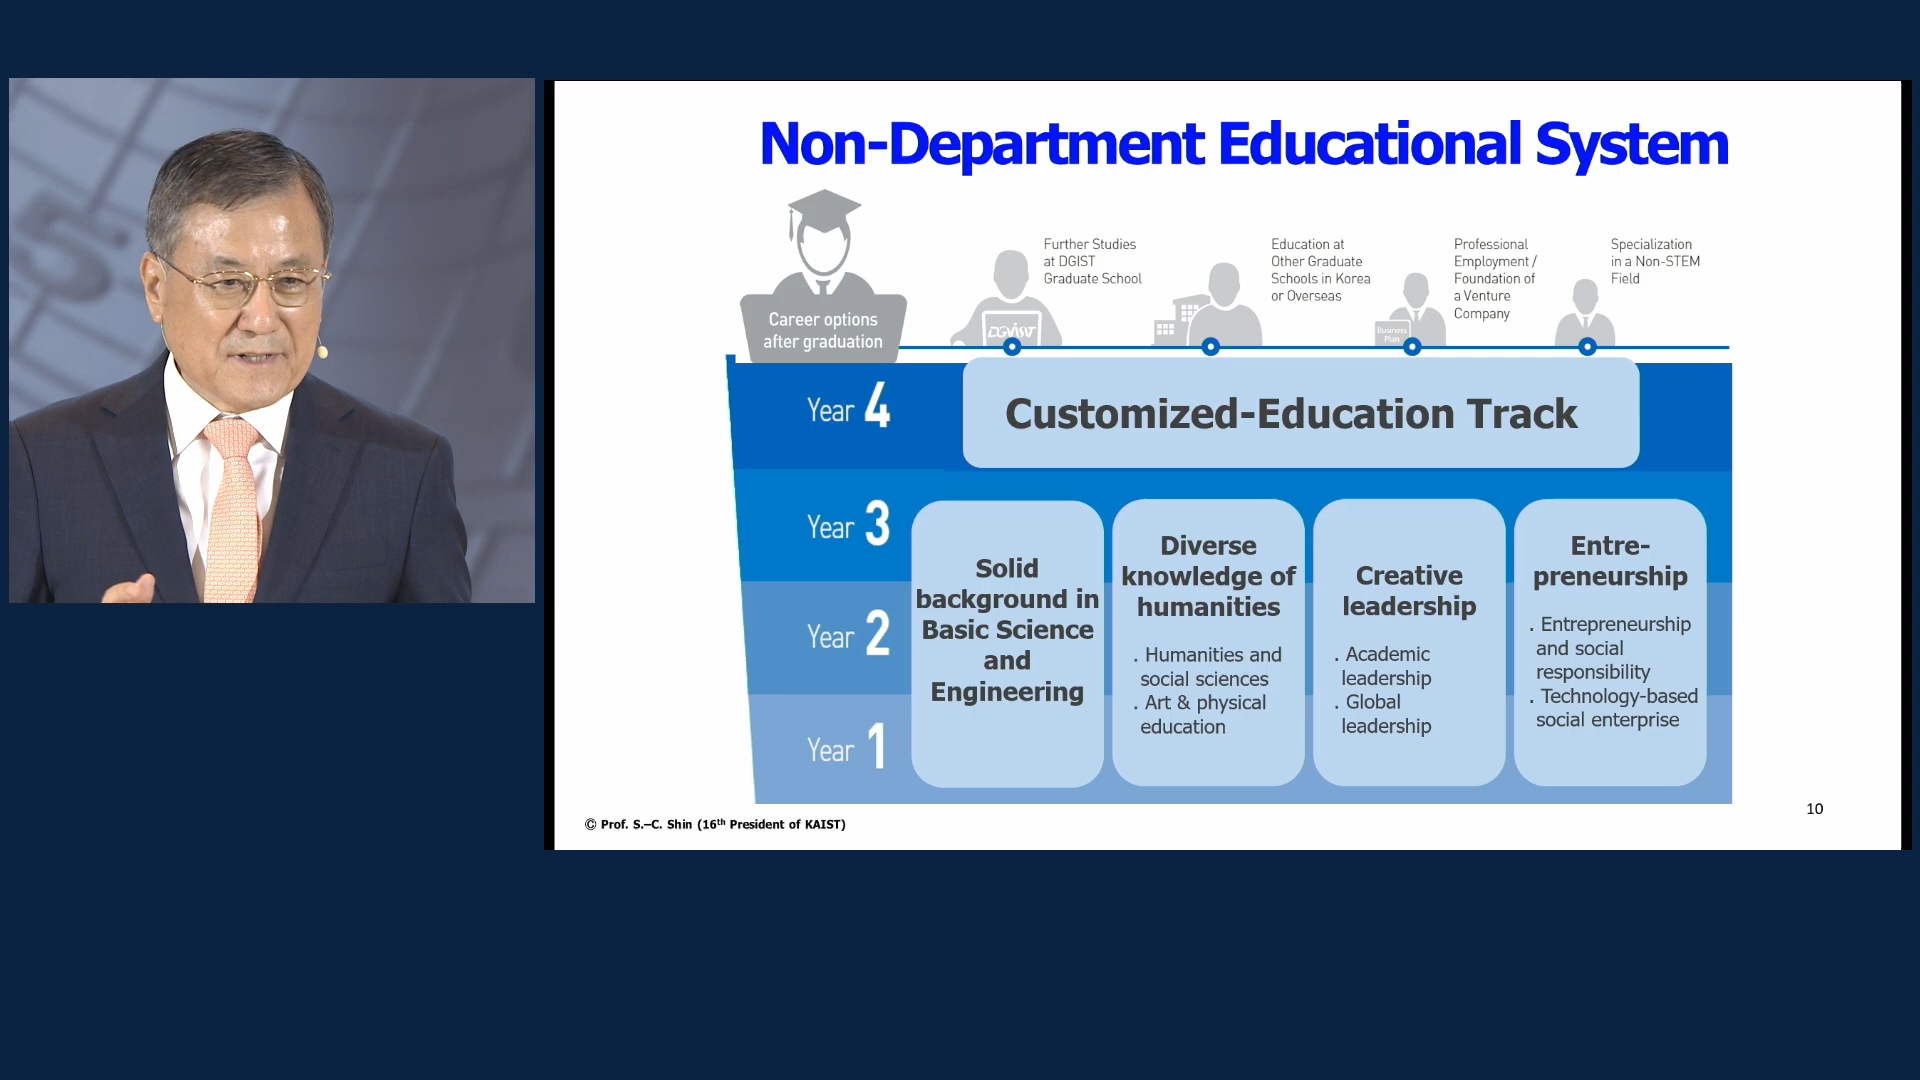 Non-Department Educational System
Further Studies
at DGIST
Graduate School
Education at
Other Graduate
Schools in Korea
or Overseas
Professional
Employment /
Foundation of
a Venture
Company
Specialization
in a Non-STEM
Field
Career options
after graduation
DGIST
Business
Plan
Year 4
Customized-Education Track
Year 3
Year 2
Year 1
Solid
background in
Basic Science
and
Engineering
Diverse
knowledge of
humanities
. Humanities and
social sciences
. Art & physical
education
Creative
leadership
. Academic
leadership
. Global
leadership
Entre-
preneurship
. Entrepreneurship
and social
responsibility
. Technology-based
social enterprise
© Prof. S.–C. Shin (16th President of KAIST)
10
5